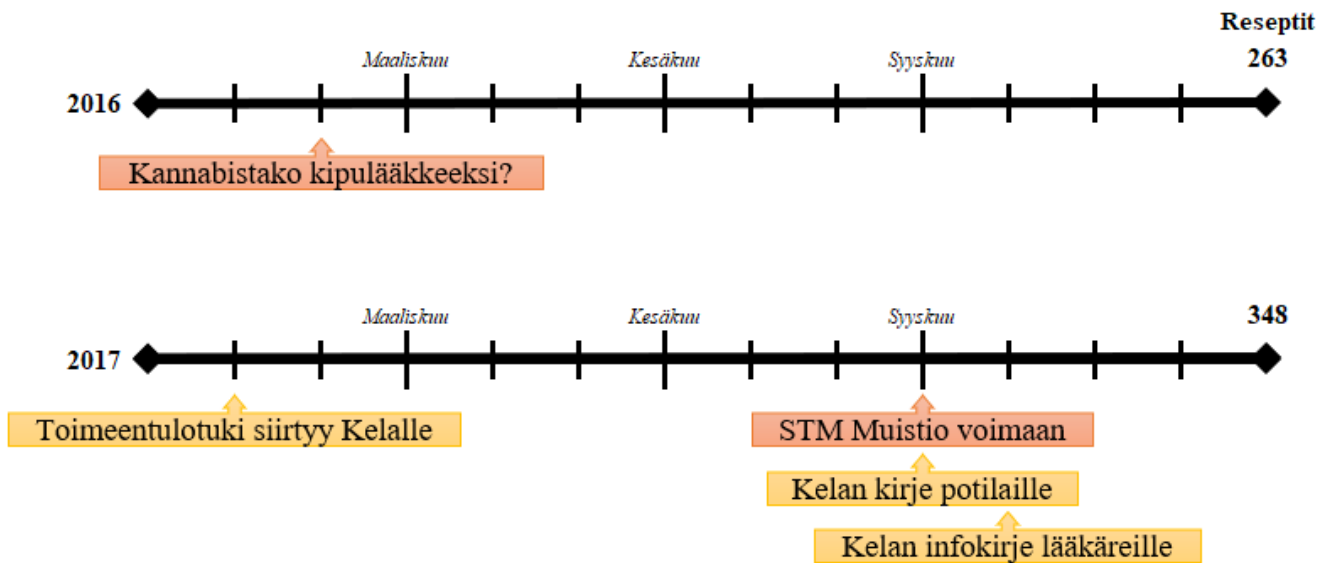 Reseptit
Maaliskuu Kesäkuu Syyskuu 263
2016
Kannabistako kipulääkkeeksi?
Maaliskuu Kesäkuu Syyskuu 348
2017
Toimeentulotuki siirtyy Kelalle STM Muistio voimaan
Kelan kirje potilaille
Kelan infokirje lääkäreille